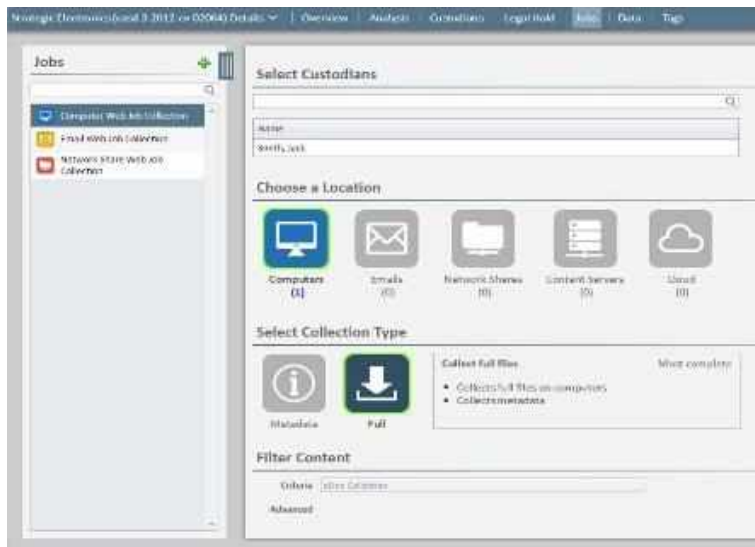 Details | Overview | Analysis Custodians Legal Hold Jobs Data Tags
Jobs
Computer Web Job Collection
Email Web Job Collection
Network Share Web Job
Collection
Select Custodians
Name
Smith, Jack
Choose a Location
Computers
(1)
Emails
(0)
Network Shares
(0)
Content Servers
(0)
Cloud
(0)
Select Collection Type
Metadata
Full
Collect full files
Most complete
Collects full files on computers
Collects metadata
Filter Content
Criteria
Advanced